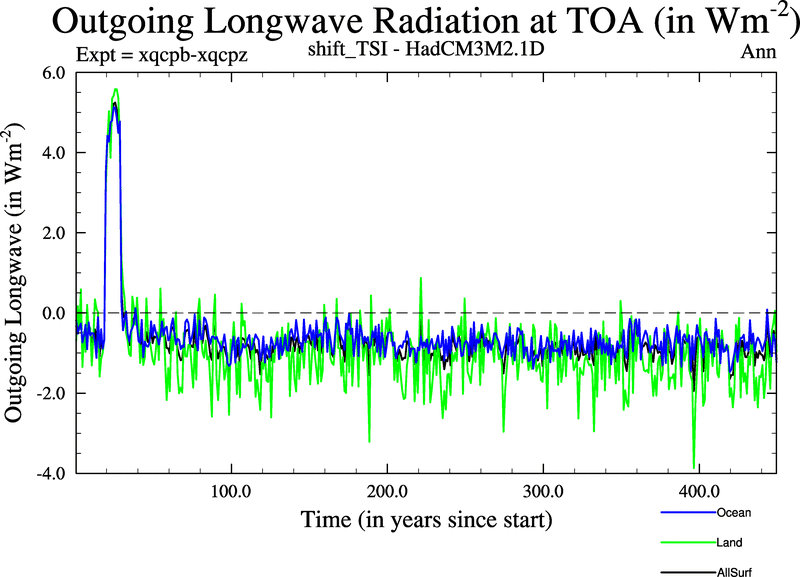 Outgoing Longwave Radiation at TOA (in Wm-2)
Expt = xqcpb-xqcpz shift_TSI - HadCM3M2.1D Ann
6.0
4.0
2.0
0.0
-2.0
-4.0
Outgoing Longwave (in Wm-2)
100.0 200.0 300.0 400.0
Time (in years since start)
Ocean
Land
AllSurf